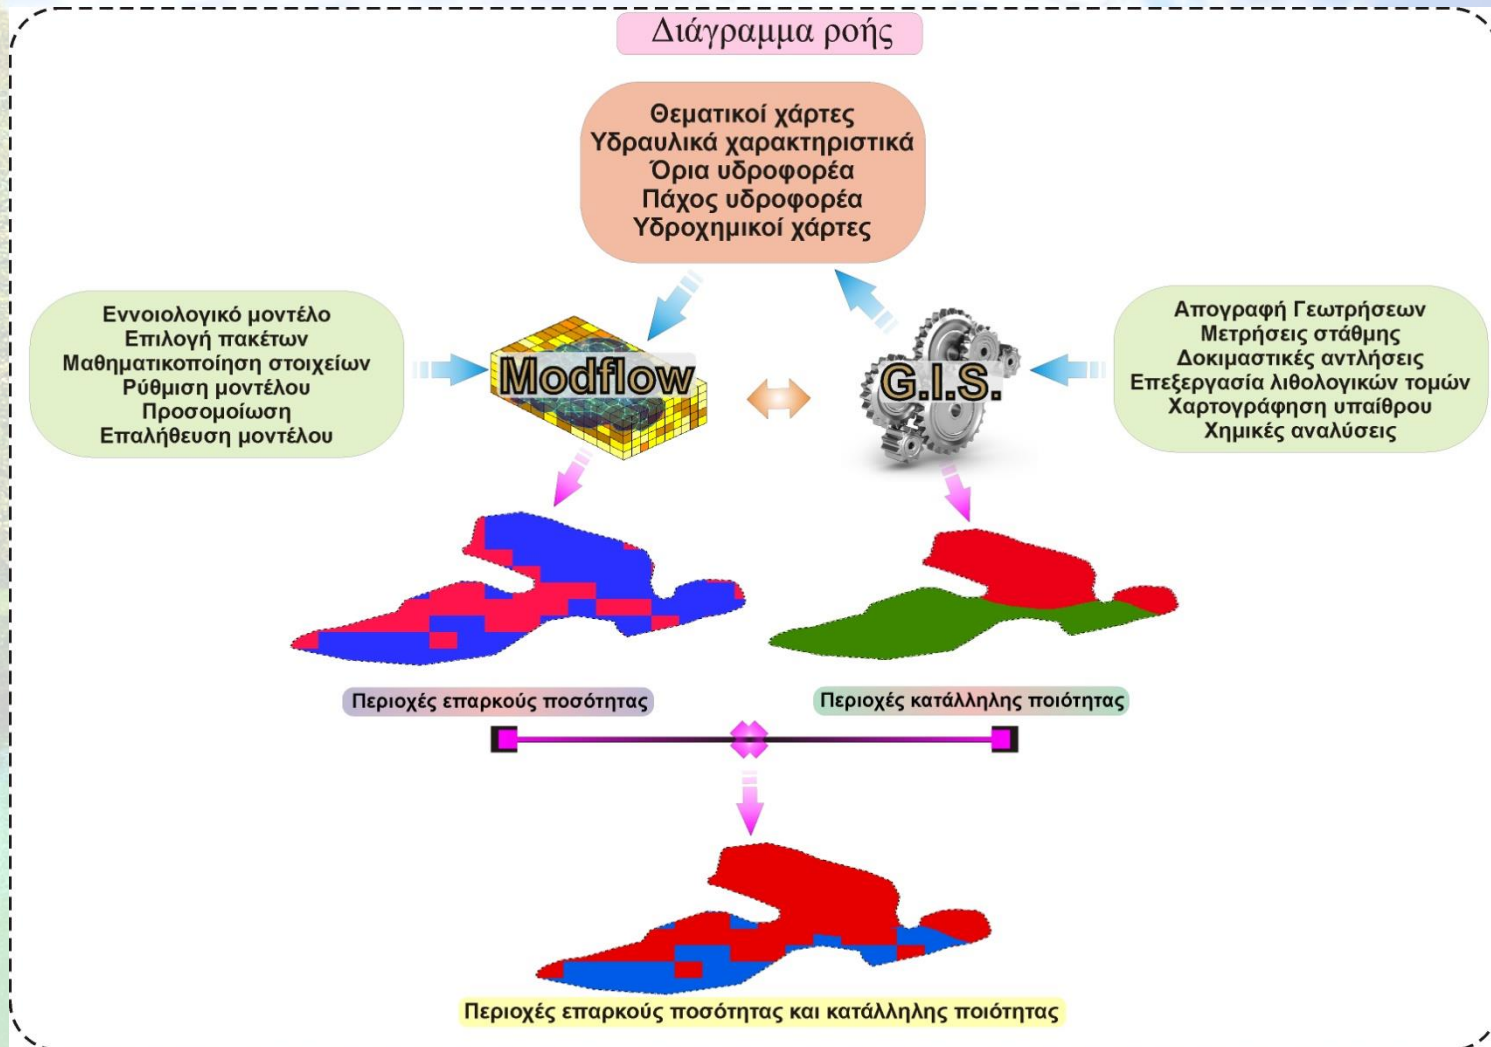 Διάγραμμα ροής
Θεματικοί χάρτες
Υδραυλικά χαρακτηριστικά
Όρια υδροφορέα
Πάχος υδροφορέα
Υδροχημικοί χάρτες
Εννοιολογικό μοντέλο
Επιλογή πακέτων
Μαθηματικοποίηση στοιχείων
Ρύθμιση μοντέλου
Προσομοίωση
Επαλήθευση μοντέλου
Modflow
G.I.S.
Απογραφή Γεωτρήσεων
Μετρήσεις στάθμης
Δοκιμαστικές αντλήσεις
Επεξεργασία λιθολογικών τομών
Χαρτογράφηση υπαίθρου
Χημικές αναλύσεις
Περιοχές επαρκούς ποσότητας
Περιοχές κατάλληλης ποιότητας
Περιοχές επαρκούς ποσότητας και κατάλληλης ποιότητας